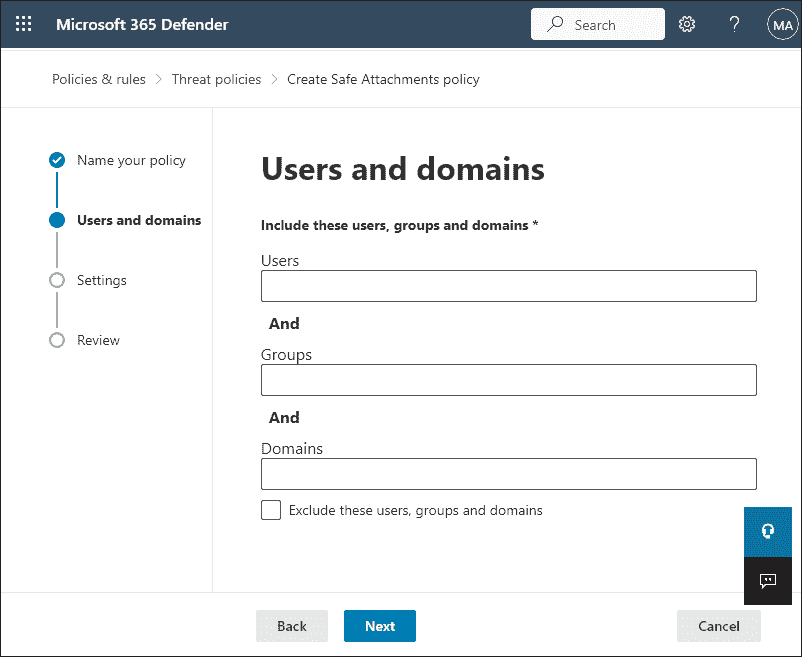 Microsoft 365 Defender
Search
?
MA
Policies & rules > Threat policies > Create Safe Attachments policy
Name your policy
Users and domains
Settings
Review
Users and domains
Include these users, groups and domains *
Users
And
Groups
And
Domains
Exclude these users, groups and domains
Back
Next
Cancel